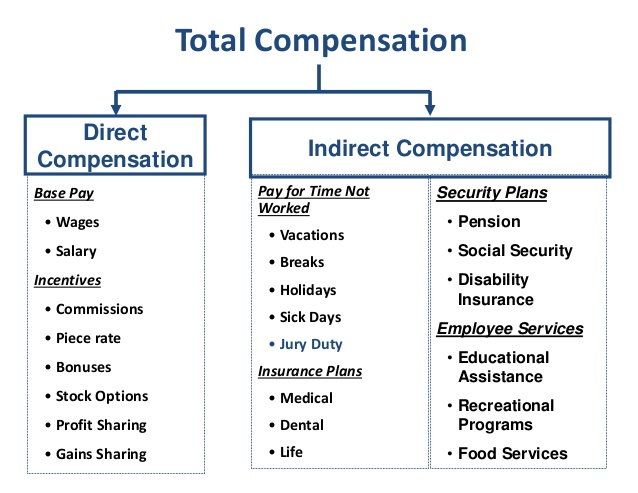 Total Compensation
Direct
Compensation
Indirect Compensation
Base Pay
• Wages
• Salary
Incentives
• Commissions
• Piece rate
• Bonuses
• Stock Options
• Profit Sharing
• Gains Sharing
Pay for Time Not
Worked
• Vacations
• Breaks
• Holidays
• Sick Days
• Jury Duty
Insurance Plans
• Medical
• Dental
• Life
Security Plans
• Pension
• Social Security
• Disability
Insurance
Employee Services
• Educational
Assistance
• Recreational
Programs
• Food Services